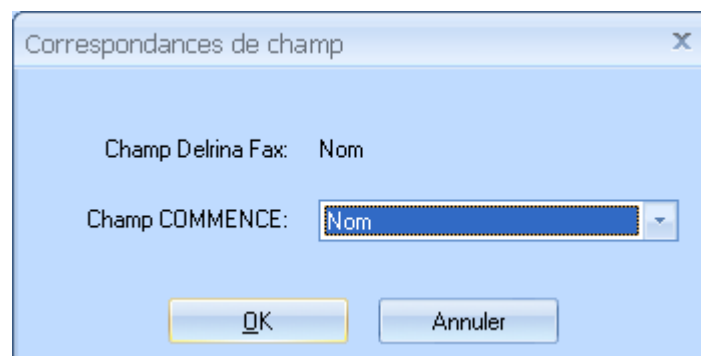 Correspondances de champ
Champ Delrina Fax: Nom
Champ COMMENCE: Nom
OK Annuler